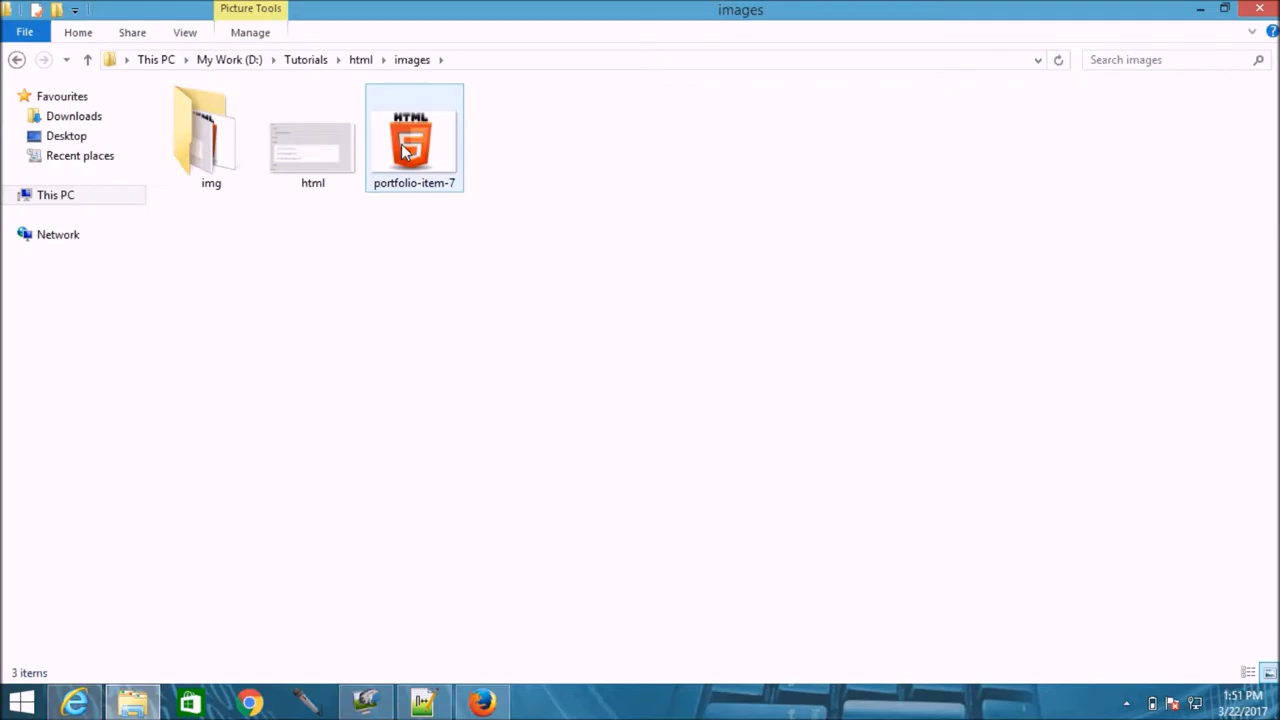 Picture Tools
images
File
Home
Share
View
Manage
This PC
My Work (D:)
Tutorials
html
images
Search images
Favourites
Downloads
Desktop
Recent places
This PC
Network
HTML
img
html
portfolio-item-7
3 items
1:51 PM
3/22/2017